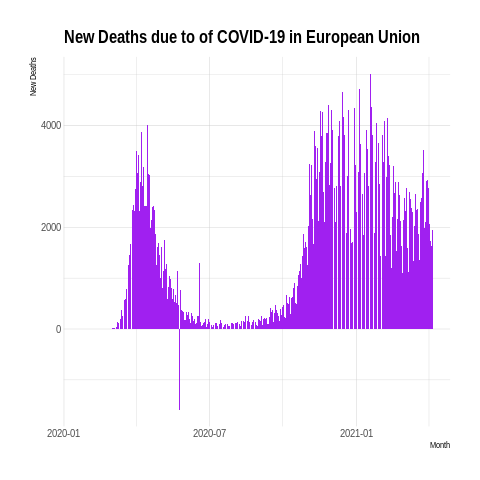 New Deaths due to of COVID-19 in European Union
New Deaths
4000
2000
0
2020-01
2020-07
2021-01
Month